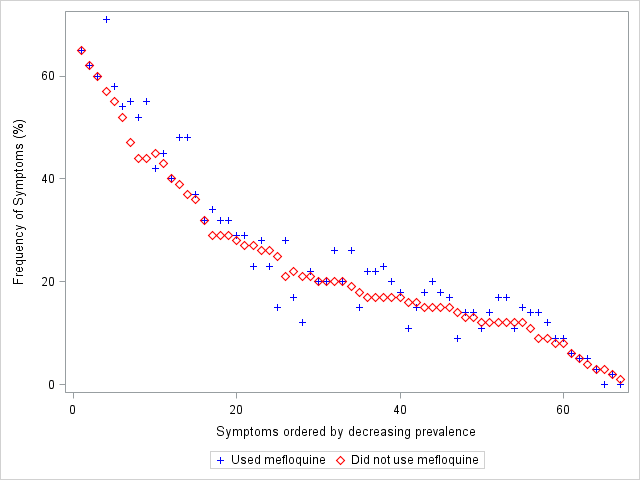 Frequency of Symptoms (%)
60
40
20
0
0 20 40 60
Symptoms ordered by decreasing prevalence
Used mefloquine Did not use mefloquine